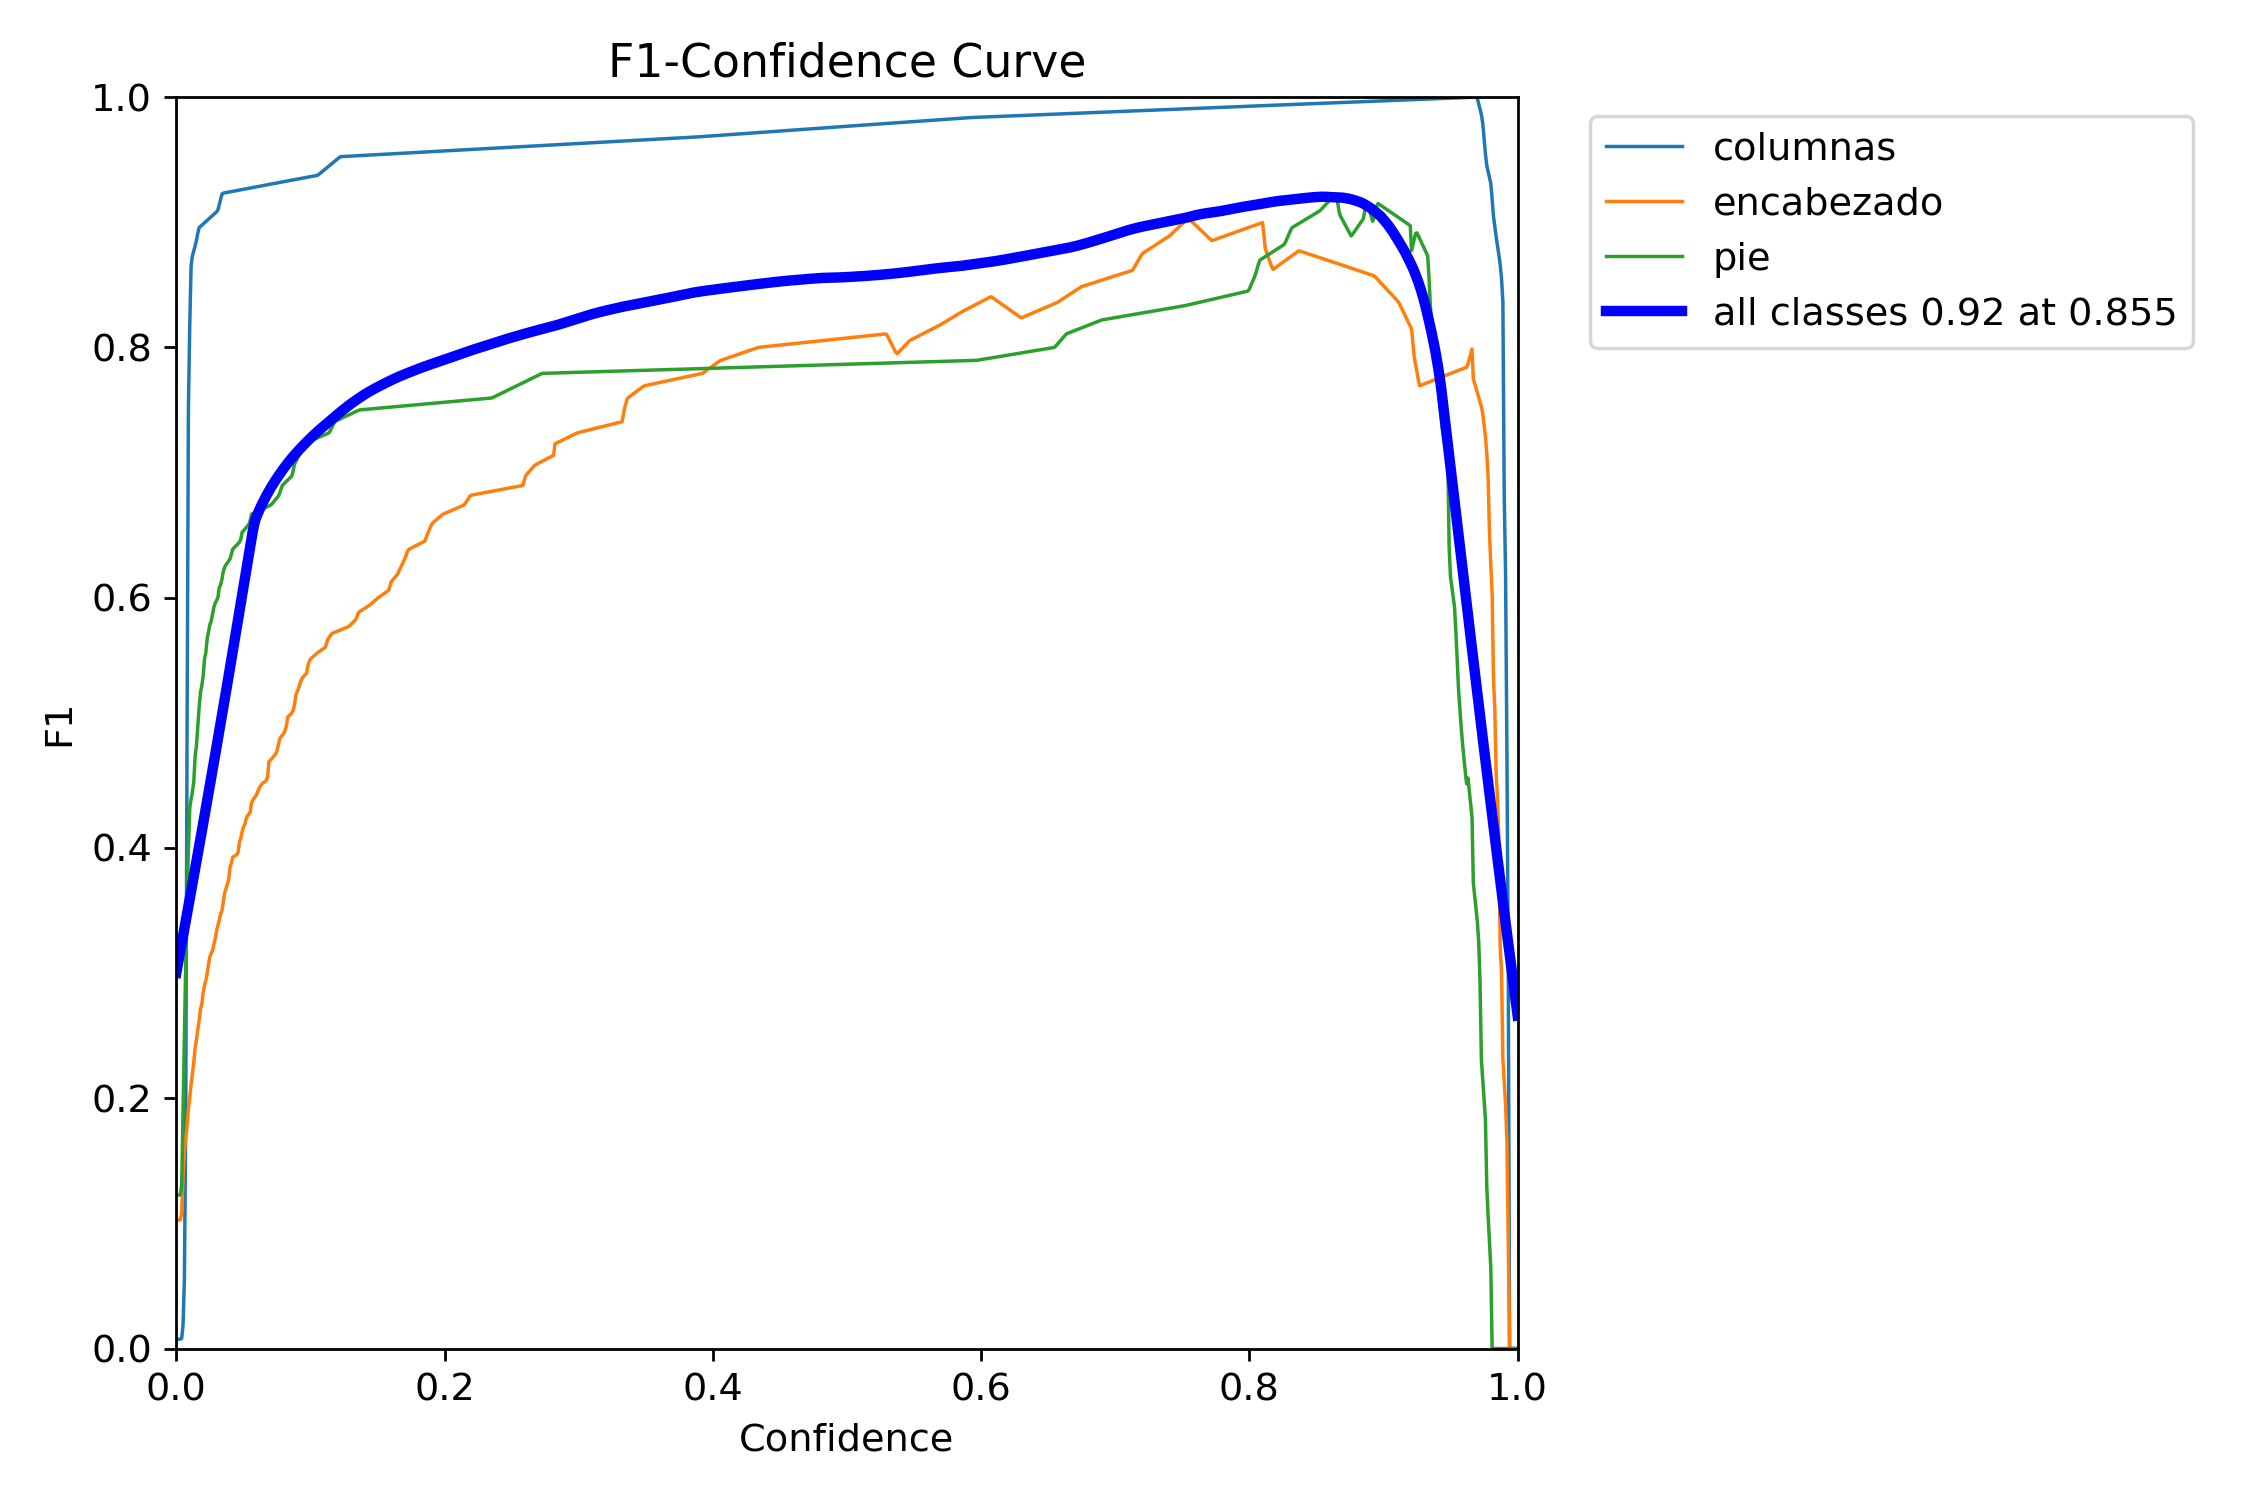 F1-Confidence Curve
1.0
0.8
0.6
0.4
0.2
0.0
F1
0.0 0.2 0.4 0.6 0.8 1.0
Confidence
columnas
encabezado
pie
all classes 0.92 at 0.855